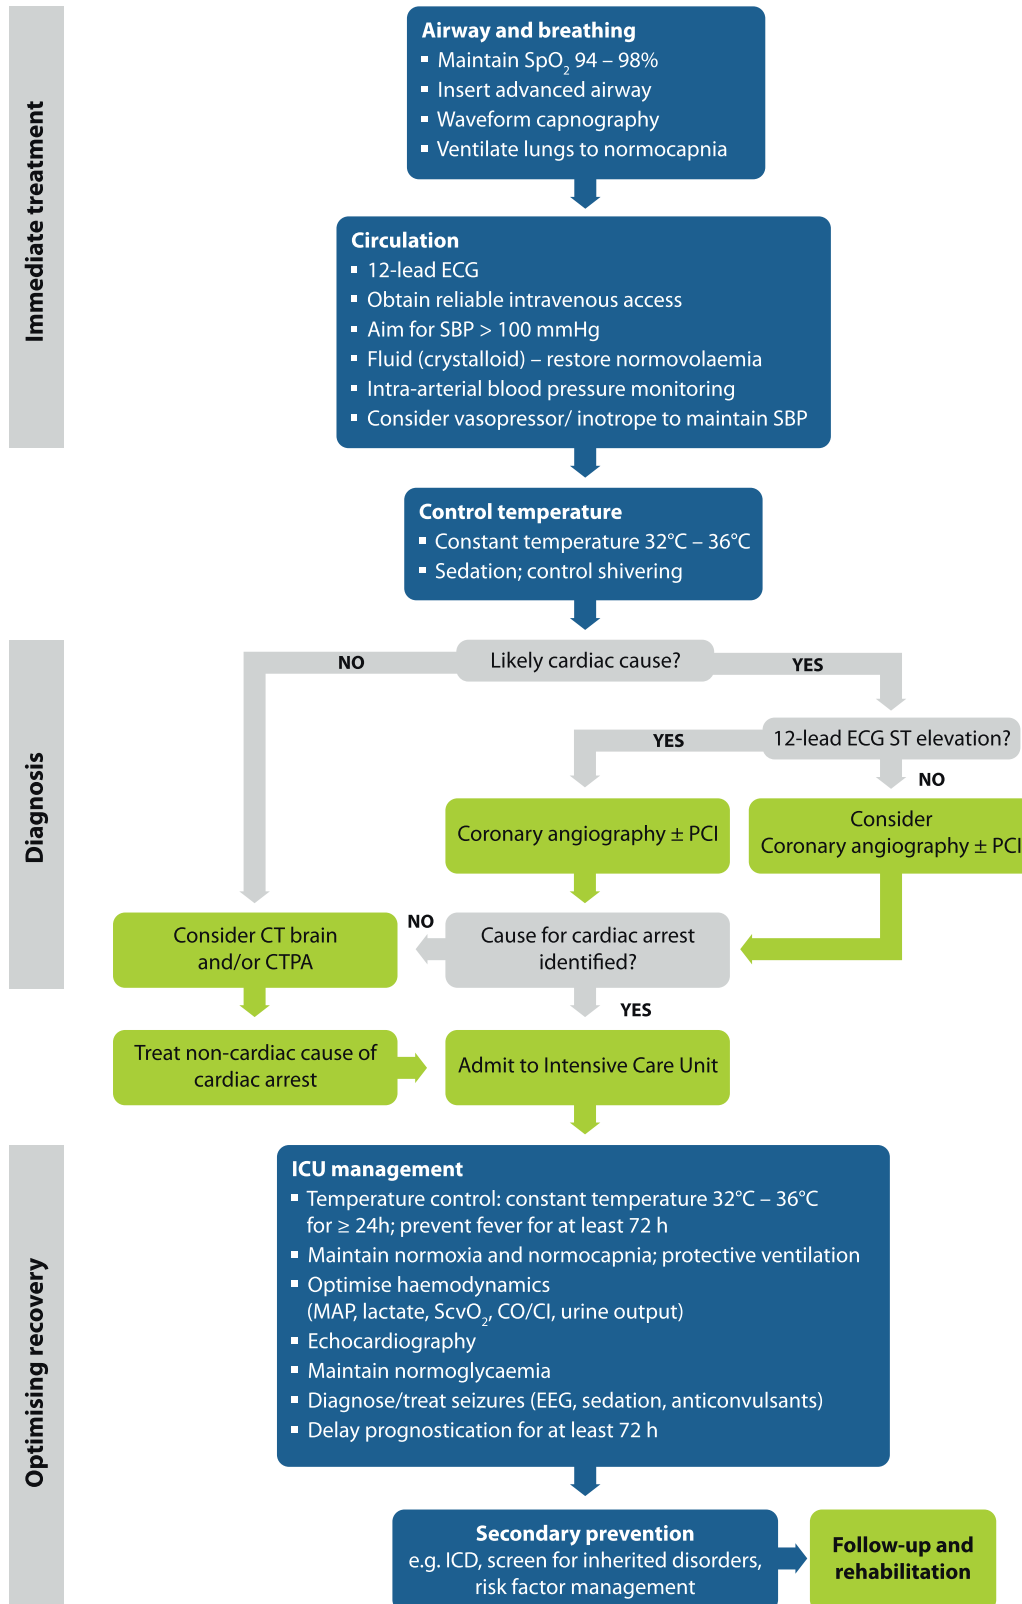 Immediate treatment
Airway and breathing
▪ Maintain SpO₂ 94 – 98%
▪ Insert advanced airway
▪ Waveform capnography
▪ Ventilate lungs to normocapnia
Circulation
▪ 12-lead ECG
▪ Obtain reliable intravenous access
▪ Aim for SBP > 100 mmHg
▪ Fluid (crystalloid) – restore normovolaemia
▪ Intra-arterial blood pressure monitoring
▪ Consider vasopressor/ inotrope to maintain SBP
Control temperature
▪ Constant temperature 32°C – 36°C
▪ Sedation; control shivering
Diagnosis
Likely cardiac cause?
NO
YES
12-lead ECG ST elevation?
YES
NO
Coronary angiography ± PCI
Consider
Coronary angiography ± PCI
Cause for cardiac arrest
identified?
NO
YES
Consider CT brain
and/or CTPA
Treat non-cardiac cause of
cardiac arrest
Admit to Intensive Care Unit
Optimising recovery
ICU management
▪ Temperature control: constant temperature 32°C – 36°C
for ≥ 24h; prevent fever for at least 72 h
▪ Maintain normoxia and normocapnia; protective ventilation
▪ Optimise haemodynamics
(MAP, lactate, ScvO₂, CO/CI, urine output)
▪ Echocardiography
▪ Maintain normoglycaemia
▪ Diagnose/treat seizures (EEG, sedation, anticonvulsants)
▪ Delay prognostication for at least 72 h
Secondary prevention
e.g. ICD, screen for inherited disorders,
risk factor management
Follow-up and
rehabilitation